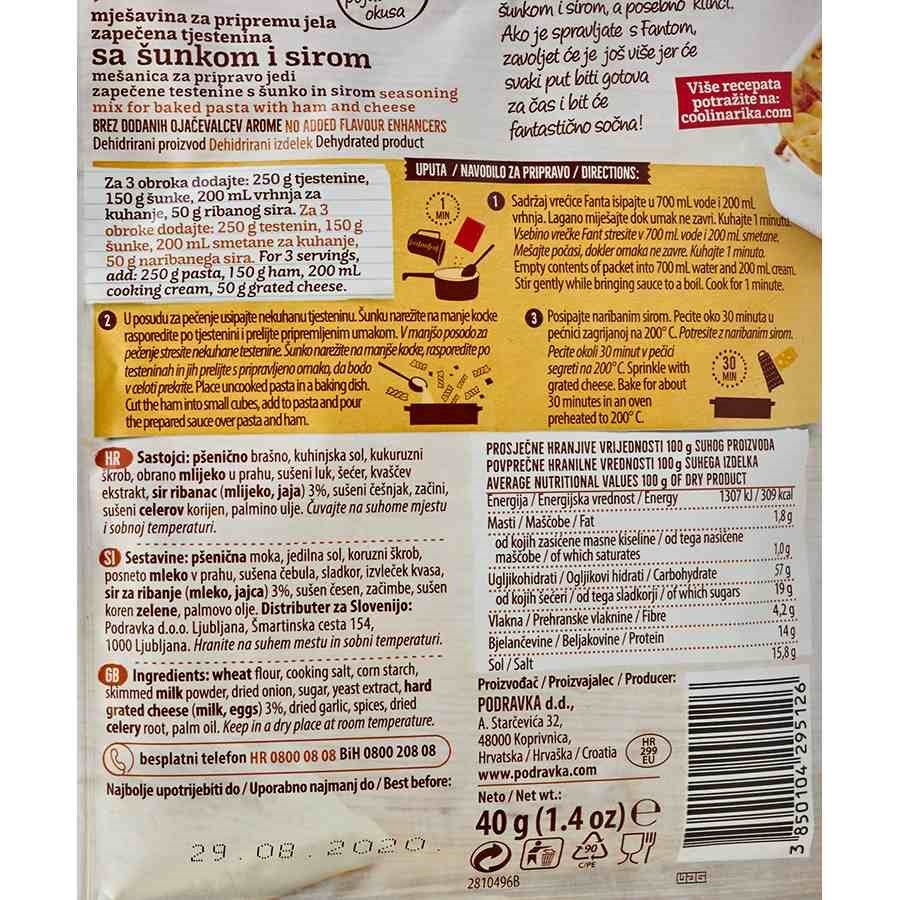 okusa
mješavina za pripremu jela
zapečena tjestenina
sa šunkom i sirom
mešanica za pripravo jedi
zapečene testenine s šunko in sirom seasoning
mix for baked pasta with ham and cheese
BREZ DODANIH OJAČEVALCEV AROME NO ADDED FLAVOUR ENHANCERS
Dehidrirani proizvod Dehidrirani izdelek Dehydrated product
šunkom i sirom, a posebno
Ako je spravljate s Fantom,
zavoljet će je još više jer će
svaki put biti gotova
za čas i bit će
fantastično sočna!
Više recepata
potražite na:
coolinarika.com
Za 3 obroka dodajte: 250 g tjestenine,
150 g šunke, 200 mL vrhnja za
kuhanje, 50 g ribanog sira. Za 3
obroke dodajte: 250 g testenin, 150 g
šunke, 200 mL smetane za kuhanje,
50 g naribanega sira. For 3 servings,
add: 250 g pasta, 150 g ham, 200 mL
cooking cream, 50 g grated cheese.
UPUTA / NAVODILO ZA PRIPRAVO / DIRECTIONS:
1 MIN
1 Sadržaj vrećice Fanta isipajte u 700 mL vode i 200 mL
vrhnja. Lagano miješajte dok umak ne zavri. Kuhajte 1 minutu.
Vsebino vrečke Fant stresite v 700 mL vode i 200 mL smetane.
Mešajte počasi, dokler omaka ne zavre. Kuhajte 1 minuto.
Empty contents of packet into 700 mL water and 200 mL cream.
Stir gently while bringing sauce to a boil. Cook for 1 minute.
2 U posudu za pečenje usipajte nekuhanu tjesteninu. Šunku narežite na manje kocke
rasporedite po tjestenini i prelijte pripremljenim umakom. V manjšo posodo za
pečenje stresite nekuhane testenine. Šunko narežite na manjše kocke, rasporedite po
testeninah in jih prelijte s pripravljeno omako, da bodo
v celoti prekrite. Place uncooked pasta in a baking dish.
Cut the ham into small cubes, add to pasta and pour
the prepared sauce over pasta and ham.
3 Posipajte naribanim sirom. Pecite oko 30 minuta u
pećnici zagrijanoj na 200° C. Potresite z naribanim sirom.
Pecite okoli 30 minut v pečici
segreti na 200° C. Sprinkle with
grated cheese. Bake for about
30 minutes in an oven
preheated to 200° C.
30 MIN
HR Sastojci: pšenično brašno, kuhinjska sol, kukuruzni
škrob, obrano mlijeko u prahu, sušeni luk, šećer, kvaščev
ekstrakt, sir ribanac (mlijeko, jaja) 3%, sušeni češnjak, začini,
sušeni celerov korijen, palmino ulje. Čuvajte na suhome mjestu
i sobnoj temperaturi.
SI Sestavine: pšenična moka, jedilna sol, koruzni škrob,
posneto mleko v prahu, sušena čebula, sladkor, izvleček kvasa,
sir za ribanje (mleko, jajca) 3%, sušen česen, začimbe, sušen
koren zelene, palmovo olje. Distributer za Slovenijo:
Podravka d.o.o. Ljubljana, Šmartinska cesta 154,
1000 Ljubljana. Hranite na suhem mestu in sobni temperaturi.
GB Ingredients: wheat flour, cooking salt, corn starch,
skimmed milk powder, dried onion, sugar, yeast extract, hard
grated cheese (milk, eggs) 3%, dried garlic, spices, dried
celery root, palm oil. Keep in a dry place at room temperature.
besplatni telefon HR 0800 08 08 BiH 0800 208 08
Najbolje upotrijebiti do / Uporabno najmanj do / Best before:
29.08.2020.
PROSJEČNE HRANJIVE VRIJEDNOSTI 100 g SUHOG PROIZVODA
POVPREČNE HRANILNE VREDNOSTI 100 g SUHEGA IZDELKA
AVERAGE NUTRITIONAL VALUES 100 g OF DRY PRODUCT
Energija / Energijska vrednost / Energy 1307 kJ / 309 kcal
Masti / Maščobe / Fat 1,8 g
od kojih zasićene masne kiseline / od tega nasičene
maščobe / of which saturates 1,0 g
Ugljikohidrati / Ogljikovi hidrati / Carbohydrate 57 g
od kojih šećeri / od tega sladkorji / of which sugars 19 g
Vlakna / Prehranske vlaknine / Fibre 4,2 g
Bjelančevine / Beljakovine / Protein 14 g
Sol / Salt 15,8 g
Proizvođač / Proizvajalec / Producer:
PODRAVKA d.d.,
A. Starčevića 32,
48000 Koprivnica,
Hrvatska / Hrvaška / Croatia
www.podravka.com
HR
299
EU
Neto / Net wt.:
40 g (1.4 oz) e
90
C/PE
2810496B
3 850104 295126